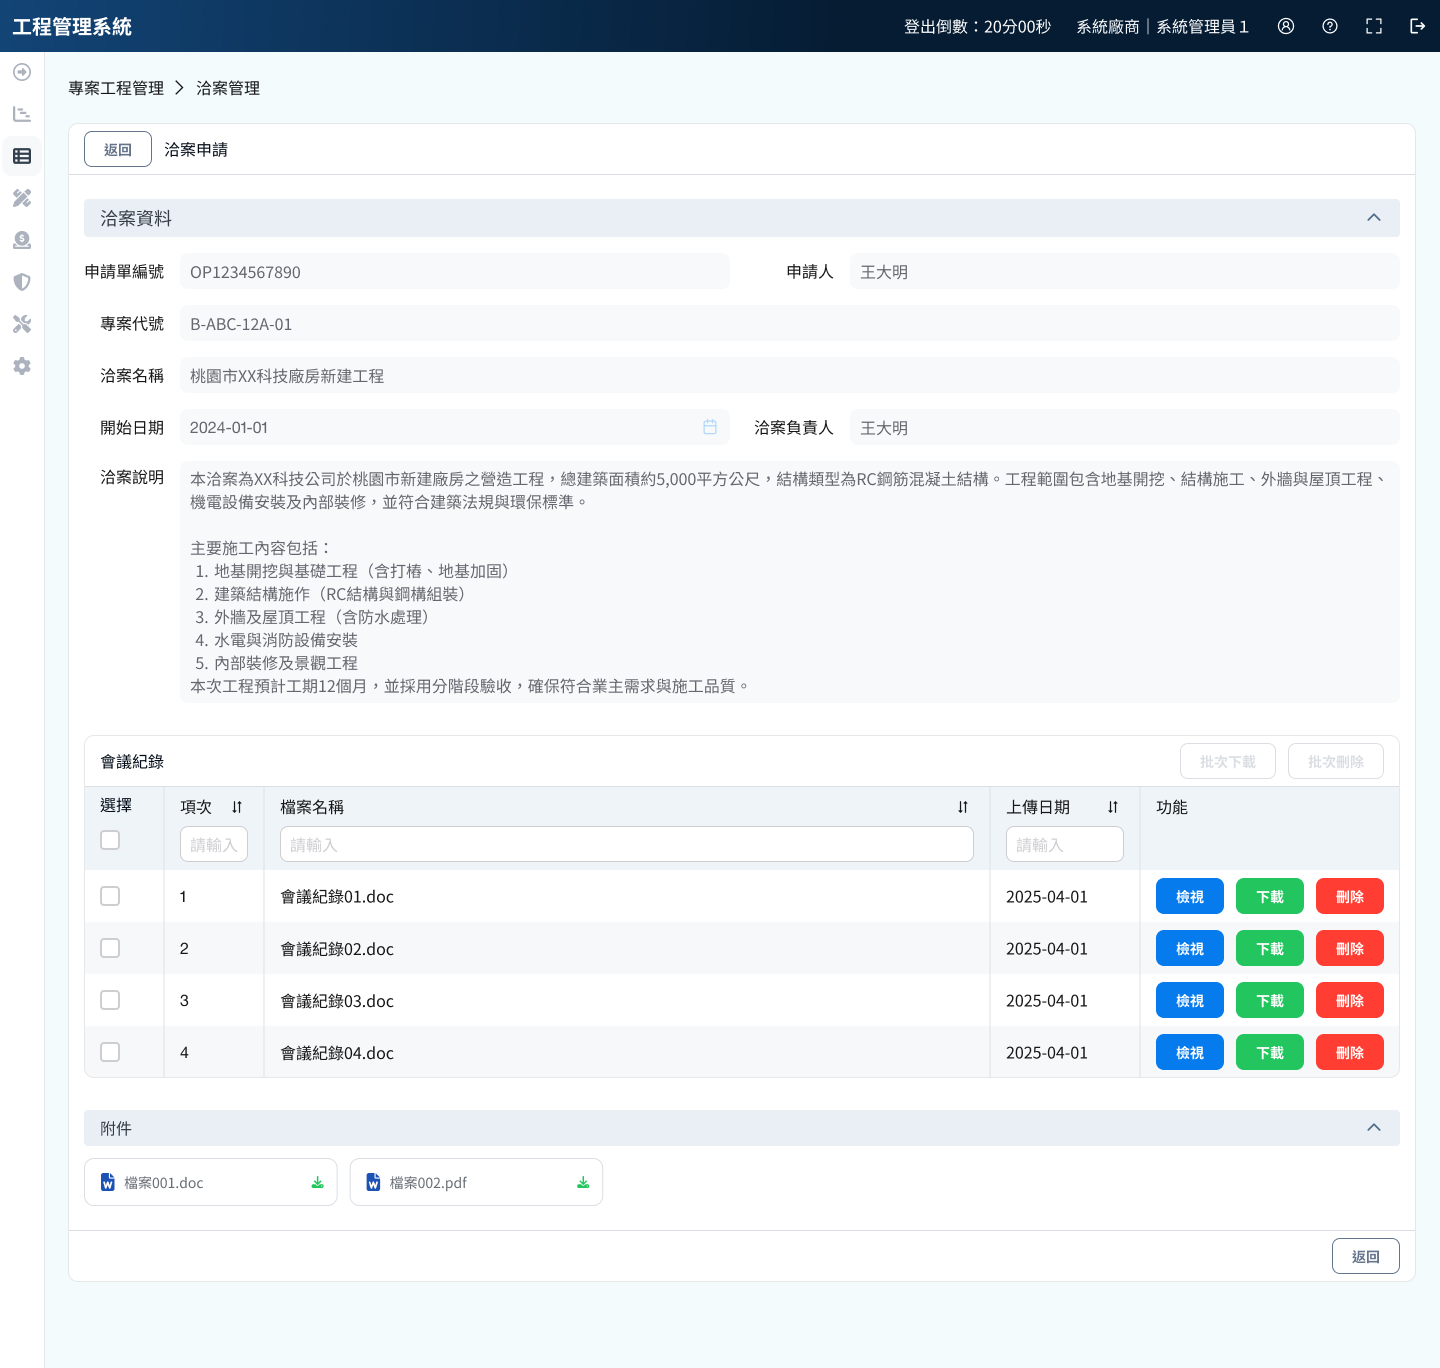 工程管理系統
登出倒數：20分00秒 系統廠商｜系統管理員１
專案工程管理 > 洽案管理
返回 洽案申請
洽案資料
申請單編號 OP1234567890 申請人 王大明
專案代號 B-ABC-12A-01
洽案名稱 桃園市XX科技廠房新建工程
開始日期 2024-01-01 洽案負責人 王大明
洽案說明 本洽案為XX科技公司於桃園市新建廠房之營造工程，總建築面積約5,000平方公尺，結構類型為RC鋼筋混凝土結構。工程範圍包含地基開挖、結構施工、外牆與屋頂工程、
機電設備安裝及內部裝修，並符合建築法規與環保標準。
主要施工內容包括：
1. 地基開挖與基礎工程（含打樁、地基加固）
2. 建築結構施作（RC結構與鋼構組裝）
3. 外牆及屋頂工程（含防水處理）
4. 水電與消防設備安裝
5. 內部裝修及景觀工程
本次工程預計工期12個月，並採用分階段驗收，確保符合業主需求與施工品質。
會議紀錄 批次下載 批次刪除
選擇 項次 檔案名稱 上傳日期 功能
請輸入 請輸入 請輸入
1 會議紀錄01.doc 2025-04-01 檢視 下載 刪除
2 會議紀錄02.doc 2025-04-01 檢視 下載 刪除
3 會議紀錄03.doc 2025-04-01 檢視 下載 刪除
4 會議紀錄04.doc 2025-04-01 檢視 下載 刪除
附件
檔案001.doc 檔案002.pdf
返回